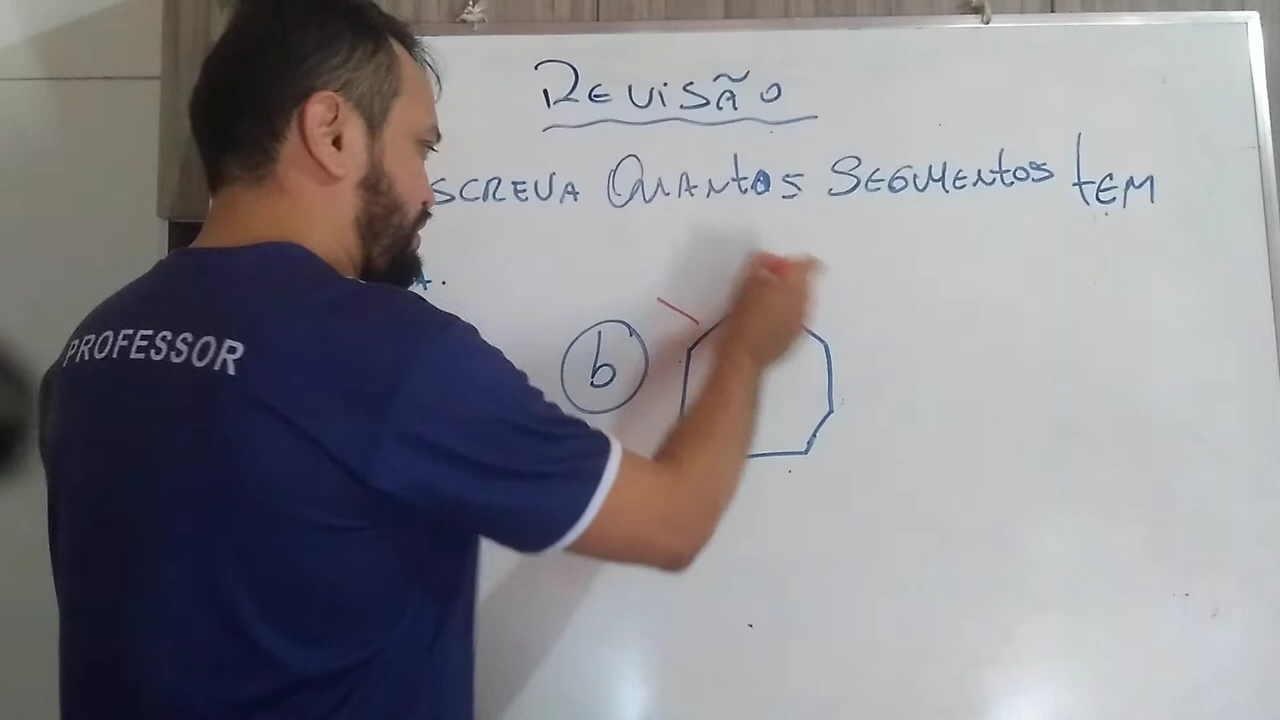 REVISÃO
SCREVA QUANTOS SEGMENTOS TEM
A.
b
PROFESSOR